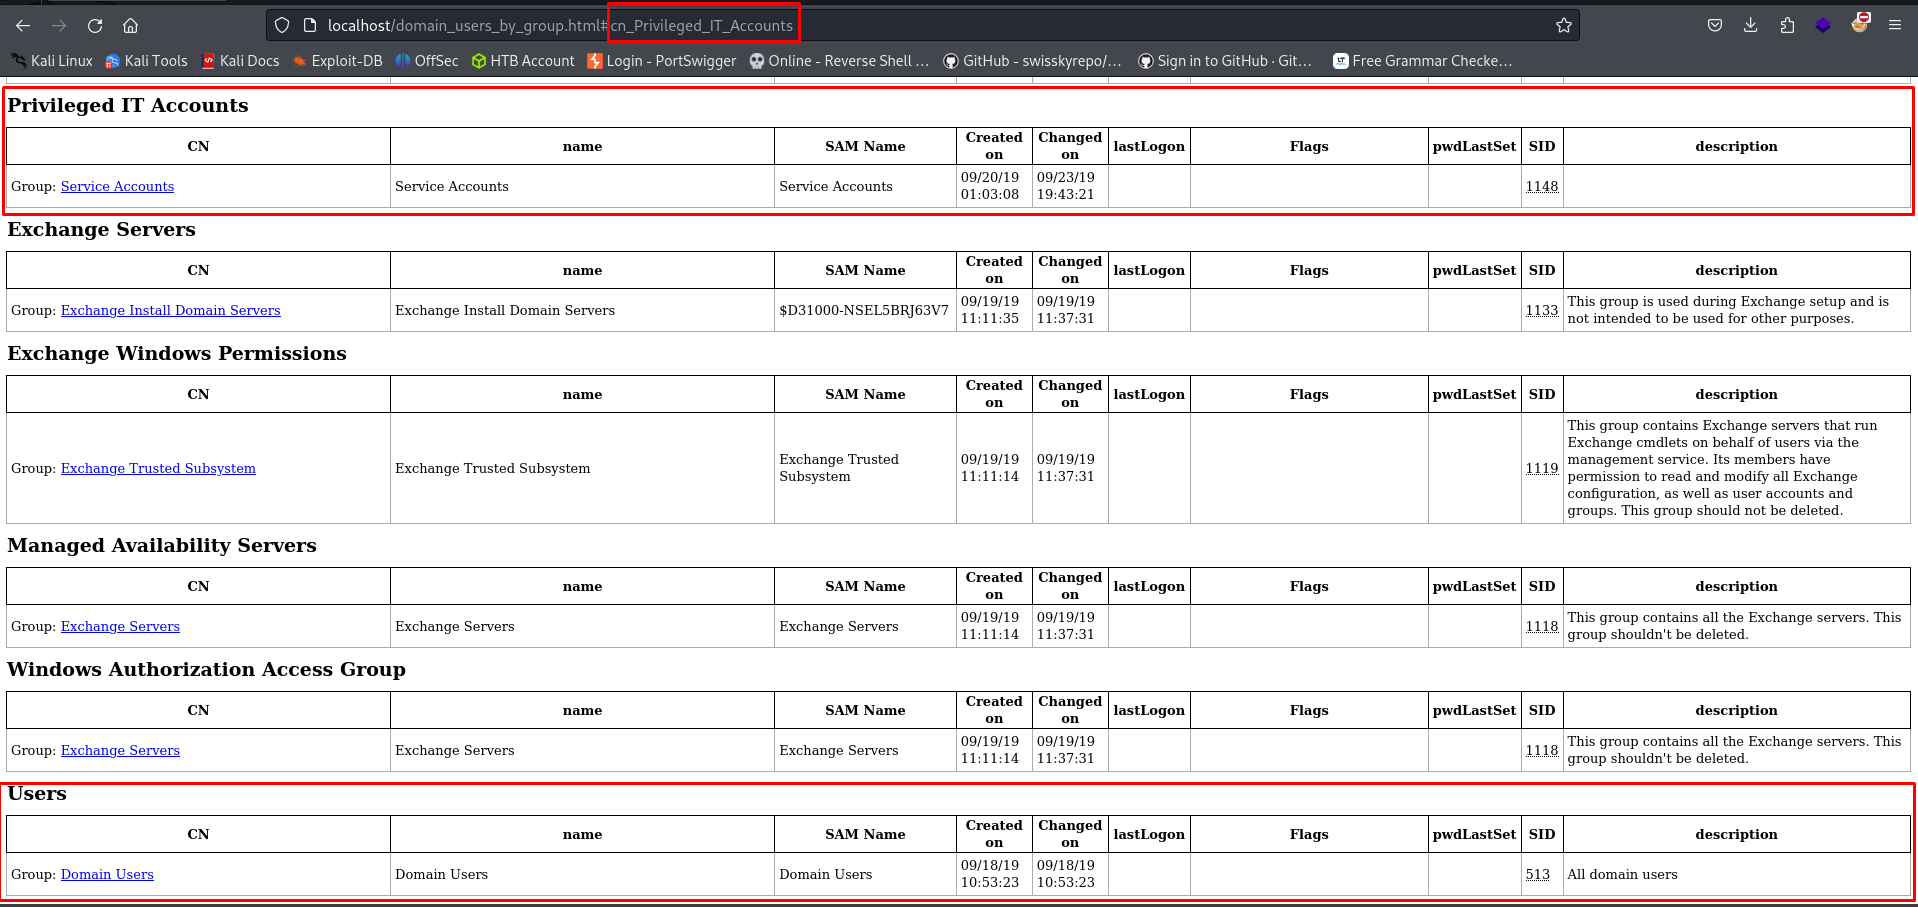 localhost/domain_users_by_group.html#cn_Privileged_IT_Accounts
Kali Linux Kali Tools Kali Docs Exploit-DB OffSec HTB Account Login - PortSwigger Online - Reverse Shell … GitHub - swisskyrepo/… Sign in to GitHub · Git… Free Grammar Checke…
Privileged IT Accounts
CN name SAM Name Created on Changed on lastLogon Flags pwdLastSet SID description
Group: Service Accounts Service Accounts Service Accounts 09/20/19 01:03:08 09/23/19 19:43:21 1148
Exchange Servers
CN name SAM Name Created on Changed on lastLogon Flags pwdLastSet SID description
Group: Exchange Install Domain Servers Exchange Install Domain Servers $D31000-NSEL5BRJ63V7 09/19/19 11:11:35 09/19/19 11:37:31 1133 This group is used during Exchange setup and is
not intended to be used for other purposes.
Exchange Windows Permissions
CN name SAM Name Created on Changed on lastLogon Flags pwdLastSet SID description
Group: Exchange Trusted Subsystem Exchange Trusted Subsystem Exchange Trusted Subsystem 09/19/19 11:11:14 09/19/19 11:37:31 1119 This group contains Exchange servers that run
Exchange cmdlets on behalf of users via the
management service. Its members have
permission to read and modify all Exchange
configuration, as well as user accounts and
groups. This group should not be deleted.
Managed Availability Servers
CN name SAM Name Created on Changed on lastLogon Flags pwdLastSet SID description
Group: Exchange Servers Exchange Servers Exchange Servers 09/19/19 11:11:14 09/19/19 11:37:31 1118 This group contains all the Exchange servers. This
group shouldn't be deleted.
Windows Authorization Access Group
CN name SAM Name Created on Changed on lastLogon Flags pwdLastSet SID description
Group: Exchange Servers Exchange Servers Exchange Servers 09/19/19 11:11:14 09/19/19 11:37:31 1118 This group contains all the Exchange servers. This
group shouldn't be deleted.
Users
CN name SAM Name Created on Changed on lastLogon Flags pwdLastSet SID description
Group: Domain Users Domain Users Domain Users 09/18/19 10:53:23 09/18/19 10:53:23 513 All domain users